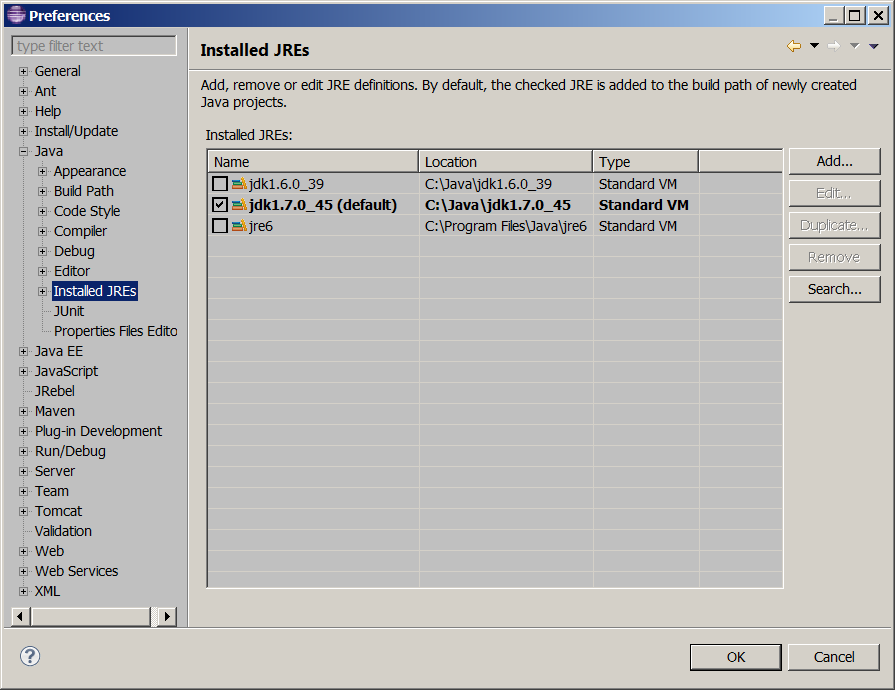 Preferences
type filter text
General
Ant
Help
Install/Update
Java
Appearance
Build Path
Code Style
Compiler
Debug
Editor
Installed JREs
JUnit
Properties Files Edito
Java EE
JavaScript
JRebel
Maven
Plug-in Development
Run/Debug
Server
Team
Tomcat
Validation
Web
Web Services
XML
Installed JREs
Add, remove or edit JRE definitions. By default, the checked JRE is added to the build path of newly created
Java projects.
Installed JREs:
Name Location Type
jdk1.6.0_39 C:\Java\jdk1.6.0_39 Standard VM
jdk1.7.0_45 (default) C:\Java\jdk1.7.0_45 Standard VM
jre6 C:\Program Files\Java\jre6 Standard VM
Add...
Edit...
Duplicate...
Remove
Search...
?
OK Cancel